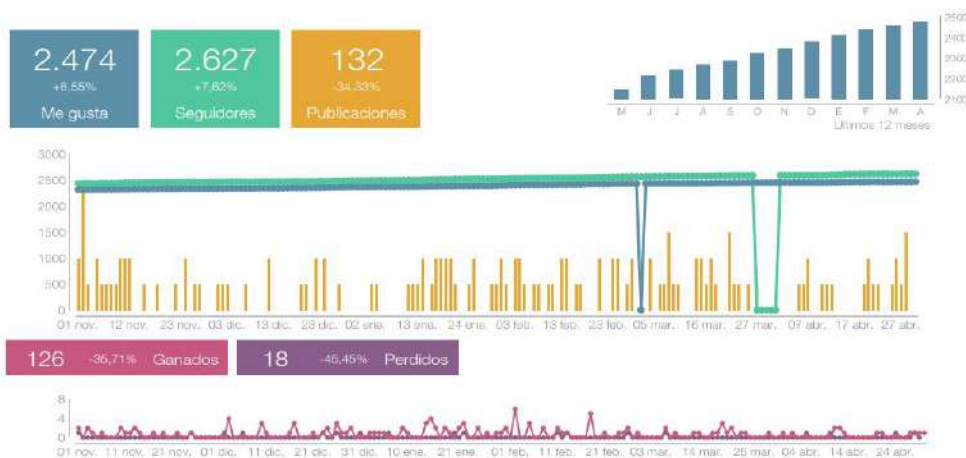 2.474
+6,55%
Me gusta
2.627
+7,62%
Seguidores
132
-34,33%
Publicaciones
2500
2400
2300
2200
2100
M J J A S O N D E F M A
Últimos 12 meses
3000
2500
2000
1500
1000
500
0
01 nov. 12 nov. 23 nov. 03 dic. 13 dic. 23 dic. 02 ene. 13 ene. 24 ene. 03 feb. 13 feb. 23 feb. 05 mar. 16 mar. 27 mar. 07 abr. 17 abr. 27 abr.
126 -35,71% Ganados
18 -45,45% Perdidos
8
4
0
01 nov. 11 nov. 21 nov. 01 dic. 11 dic. 21 dic. 31 dic. 10 ene. 21 ene. 01 feb. 11 feb. 21 feb. 03 mar. 14 mar. 25 mar. 04 abr. 14 abr. 24 abr.